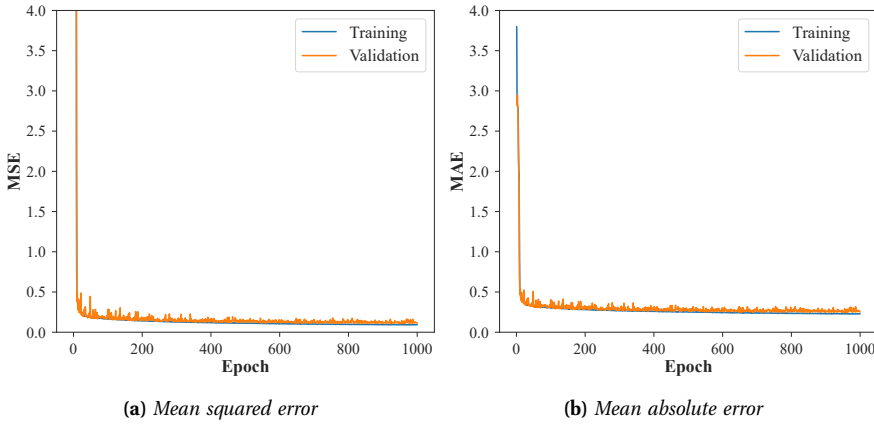 4.0
3.5
3.0
2.5
2.0
1.5
1.0
0.5
0.0
MSE
Training
Validation
0 200 400 600 800 1000
Epoch
(a) Mean squared error
4.0
3.5
3.0
2.5
2.0
1.5
1.0
0.5
0.0
MAE
Training
Validation
0 200 400 600 800 1000
Epoch
(b) Mean absolute error